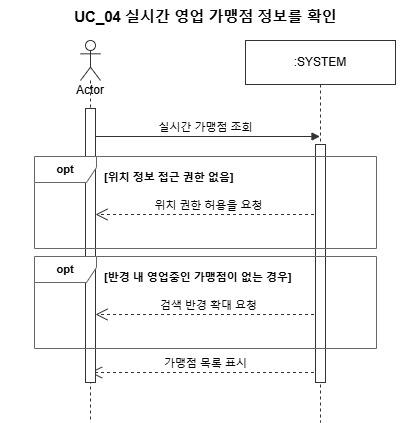 UC_04 실시간 영업 가맹점 정보를 확인
Actor
:SYSTEM
실시간 가맹점 조회
opt
[위치 정보 접근 권한 없음]
위치 권한 허용을 요청
opt
[반경 내 영업중인 가맹점이 없는 경우]
검색 반경 확대 요청
가맹점 목록 표시